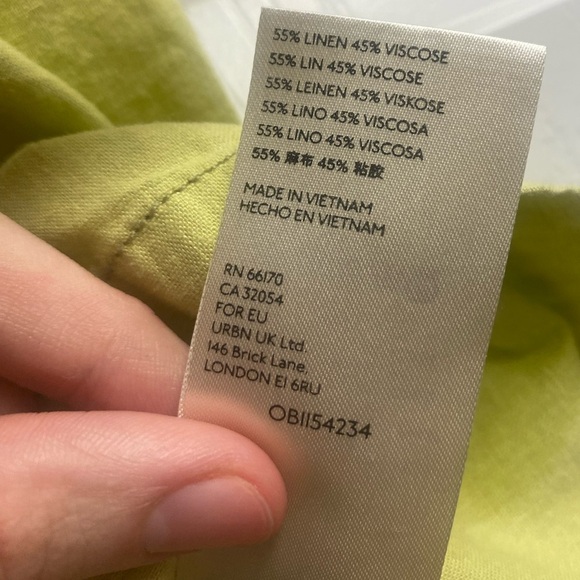 55% LINEN 45% VISCOSE
55% LIN 45% VISCOSE
55% LEINEN 45% VISKOSE
55% LINO 45% VISCOSA
55% LINO 45% VISCOSA
55% 麻布 45% 粘胶
MADE IN VIETNAM
HECHO EN VIETNAM
RN 66170
CA 32054
FOR EU
URBN UK Ltd.
146 Brick Lane,
LONDON E1 6RU
OB1154234